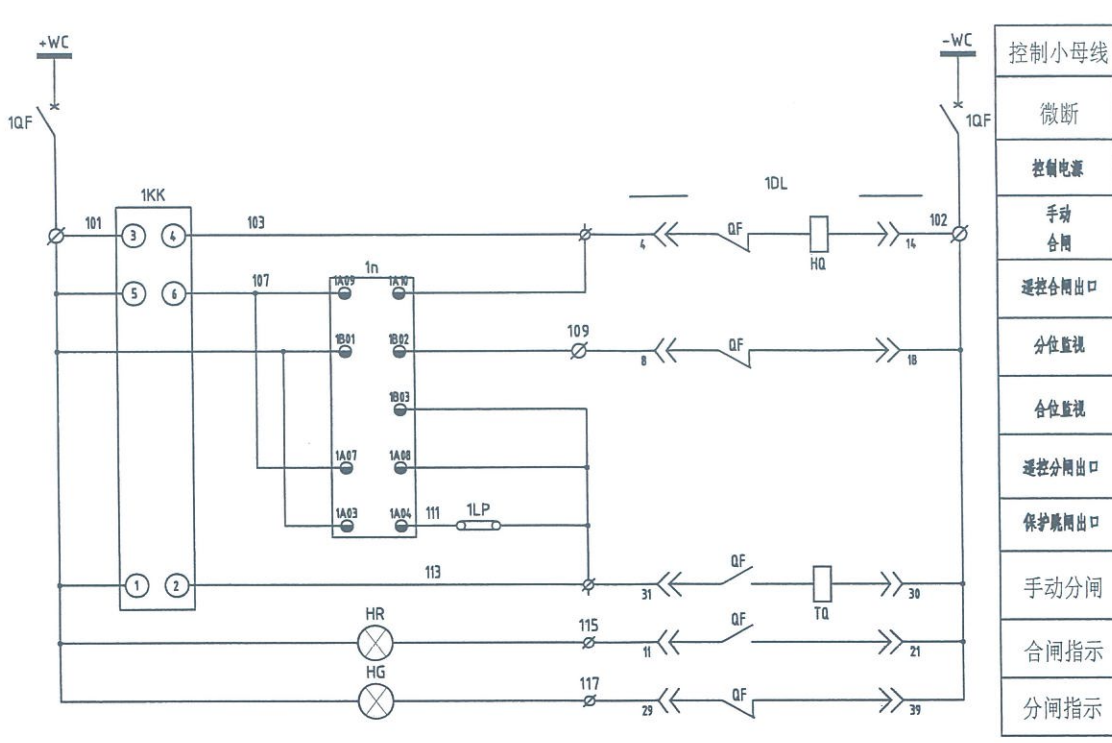 +WC
-WC
控制小母线
1QF
1QF
微断
控制电源
1KK
1DL
手动
合闸
101
3
4
103
4
QF
HQ
14
102
遥控合闸出口
5
6
107
1n
1A09
1A10
分位监视
1B01
1B02
109
8
QF
18
合位监视
1B03
遥控分闸出口
1A07
1A08
保护跳闸出口
1A03
1A04
111
1LP
手动分闸
1
2
113
31
QF
TQ
30
合闸指示
HR
115
11
QF
21
分闸指示
HG
117
29
QF
39